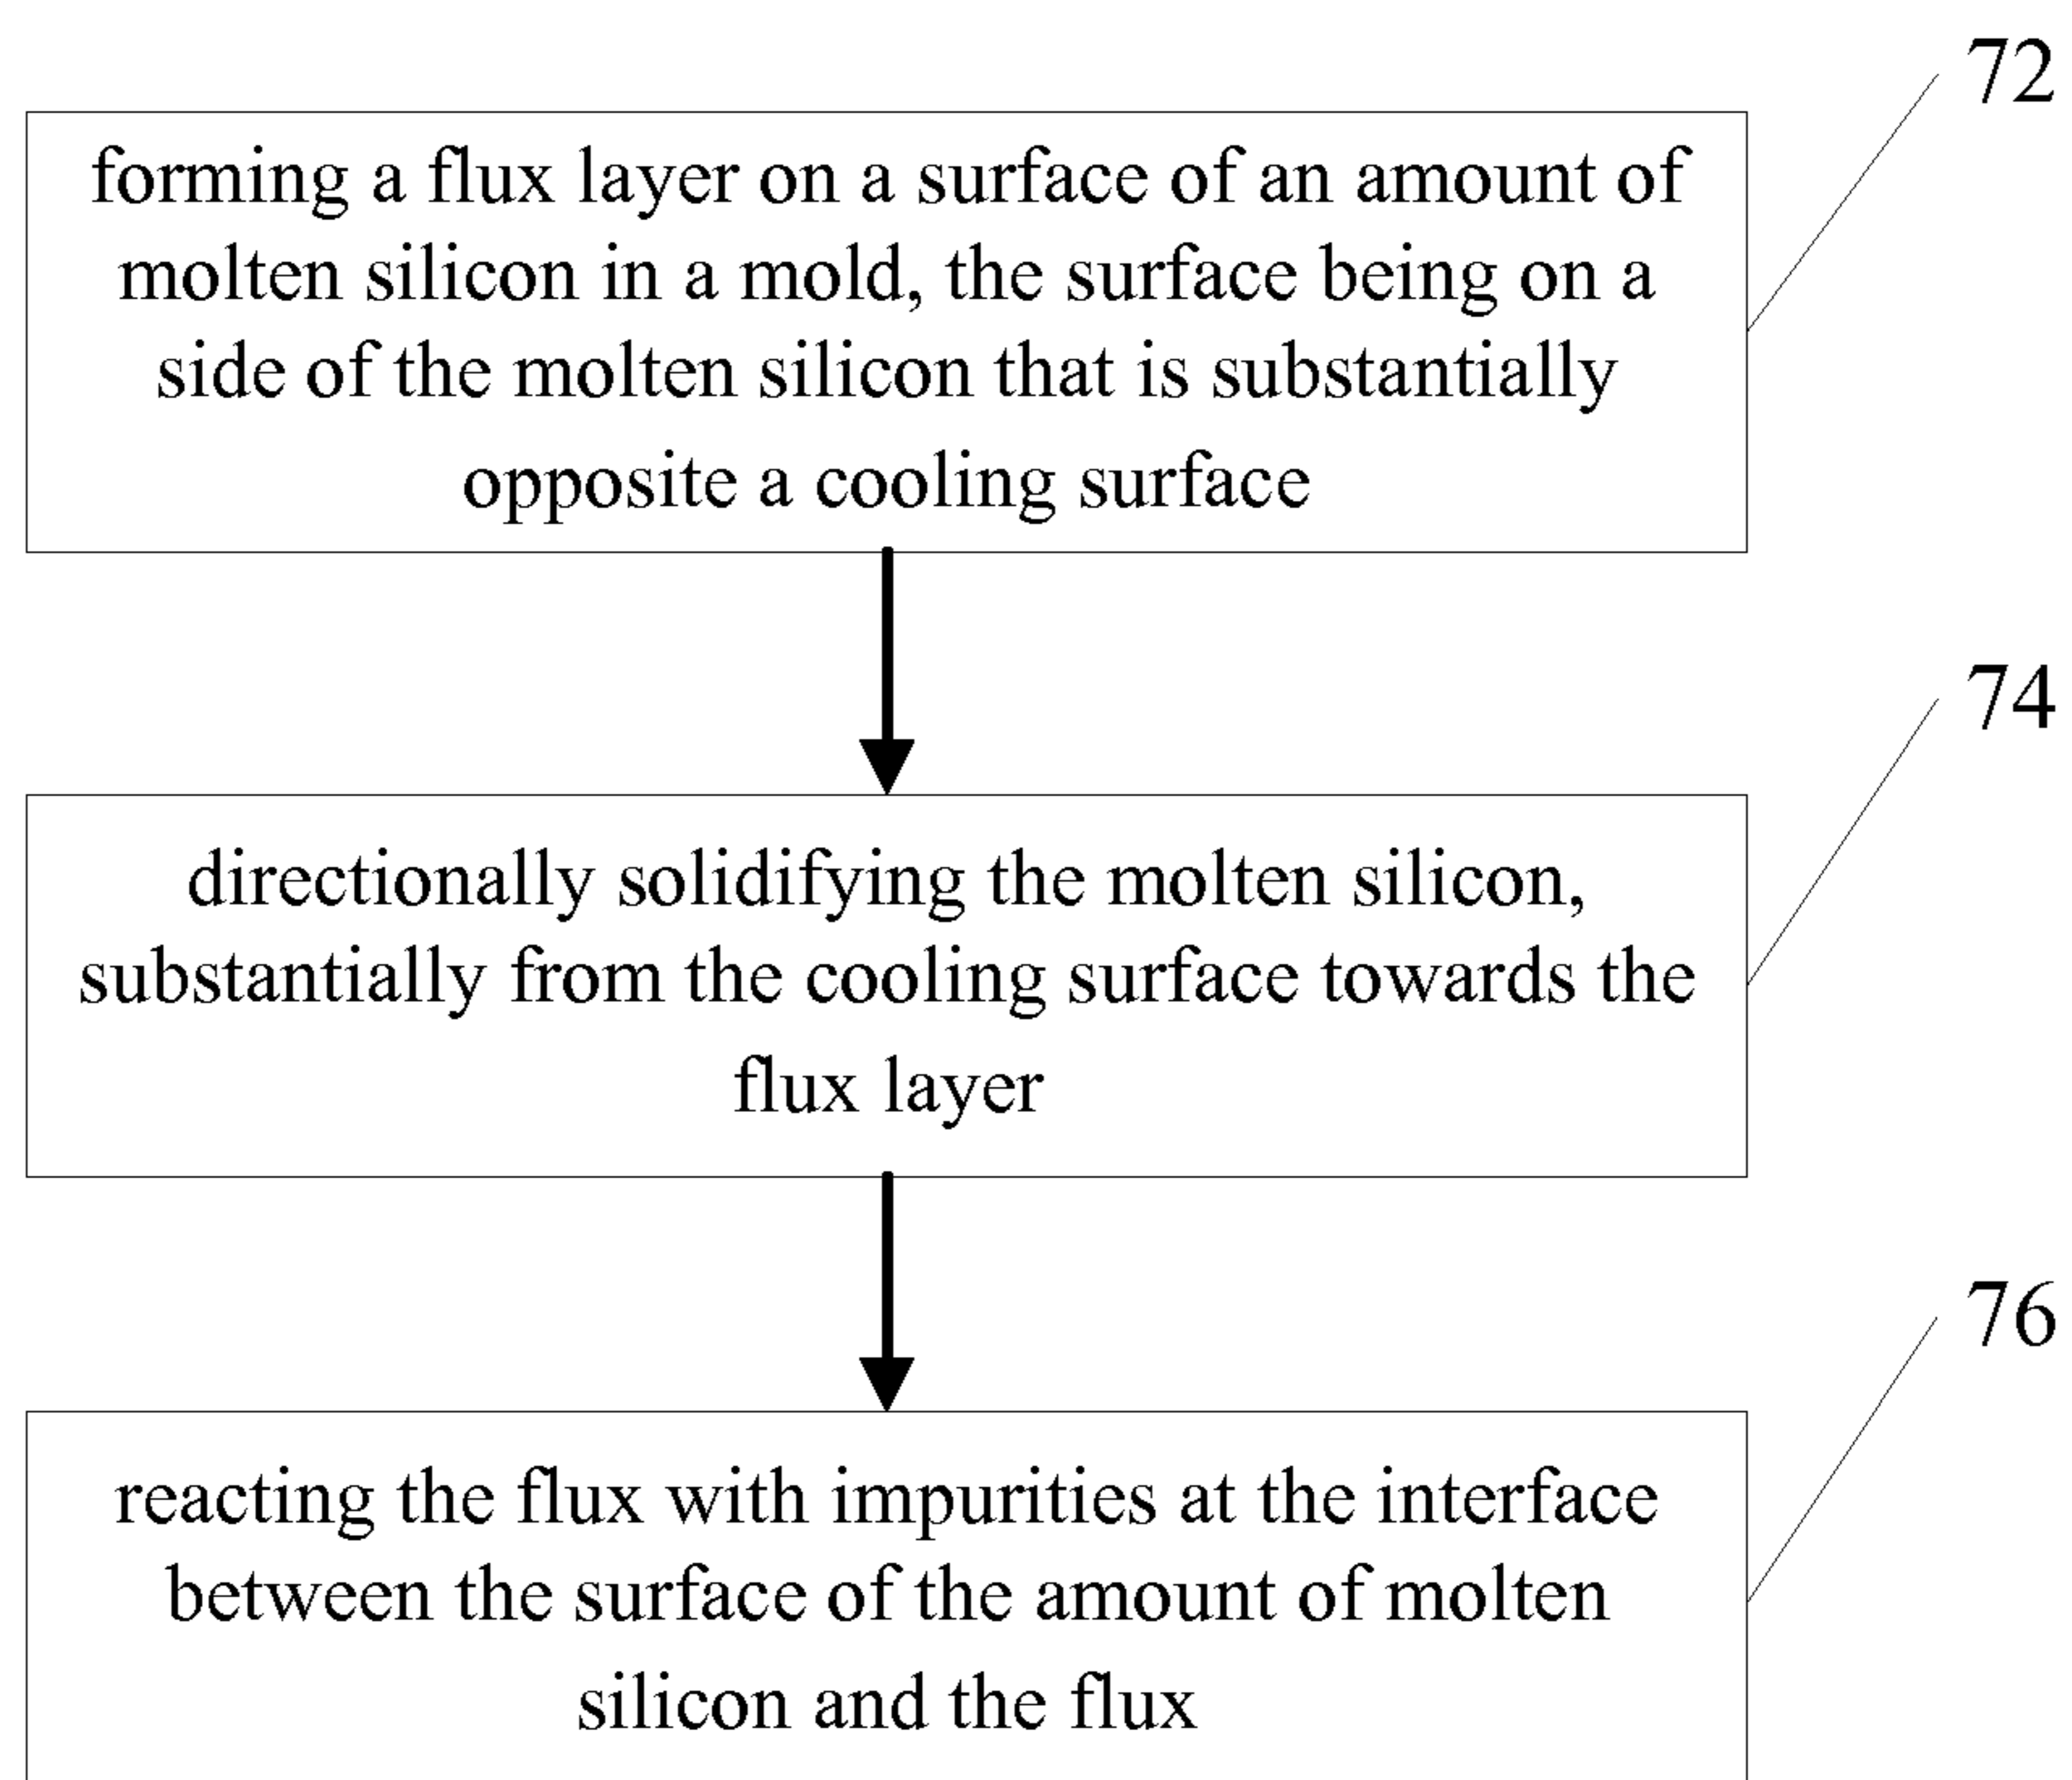 72
forming a flux layer on a surface of an amount of
molten silicon in a mold, the surface being on a
side of the molten silicon that is substantially
opposite a cooling surface
74
directionally solidifying the molten silicon,
substantially from the cooling surface towards the
flux layer
76
reacting the flux with impurities at the interface
between the surface of the amount of molten
silicon and the flux